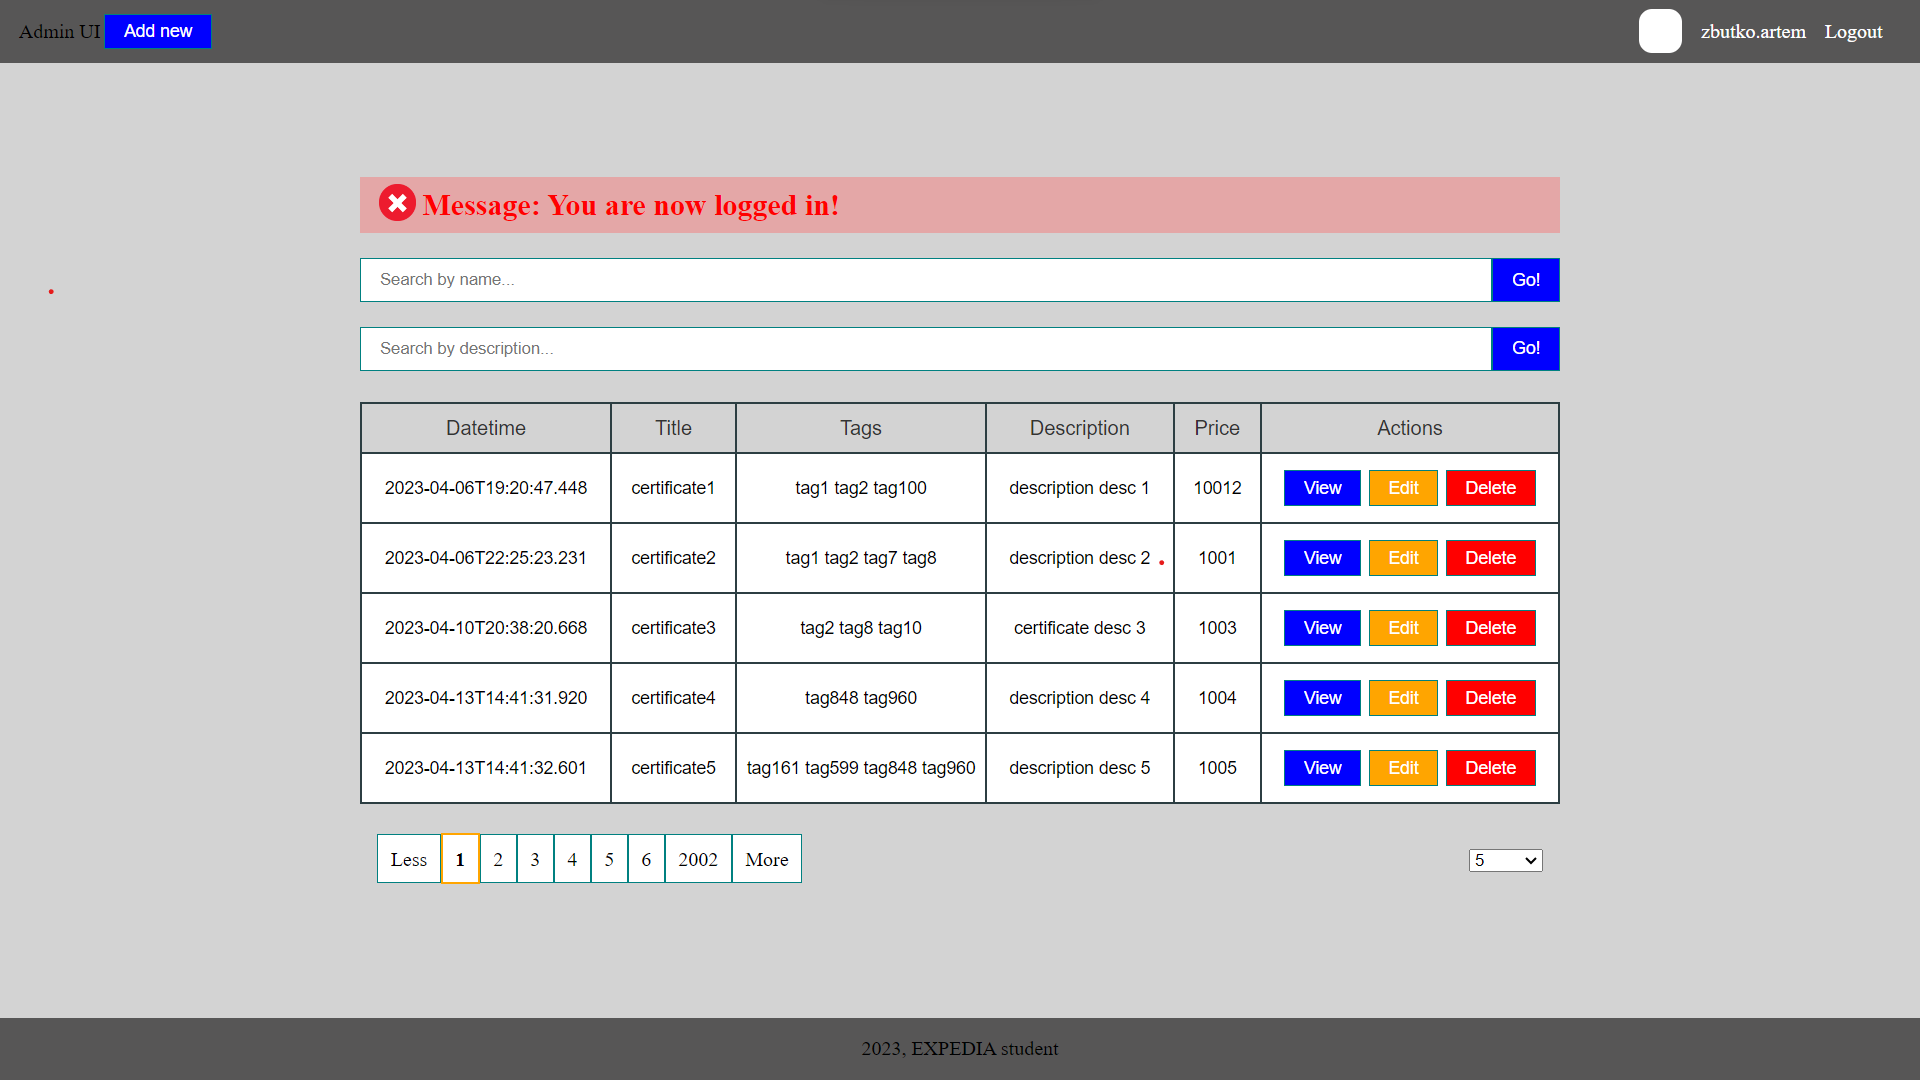 Admin UI Add new zbutko.artem Logout
Message: You are now logged in!
Search by name... Go!
Search by description... Go!
Datetime Title Tags Description Price Actions
2023-04-06T19:20:47.448 certificate1 tag1 tag2 tag100 description desc 1 10012 View Edit Delete
2023-04-06T22:25:23.231 certificate2 tag1 tag2 tag7 tag8 description desc 2 1001 View Edit Delete
2023-04-10T20:38:20.668 certificate3 tag2 tag8 tag10 certificate desc 3 1003 View Edit Delete
2023-04-13T14:41:31.920 certificate4 tag848 tag960 description desc 4 1004 View Edit Delete
2023-04-13T14:41:32.601 certificate5 tag161 tag599 tag848 tag960 description desc 5 1005 View Edit Delete
Less 1 2 3 4 5 6 2002 More 5
2023, EXPEDIA student